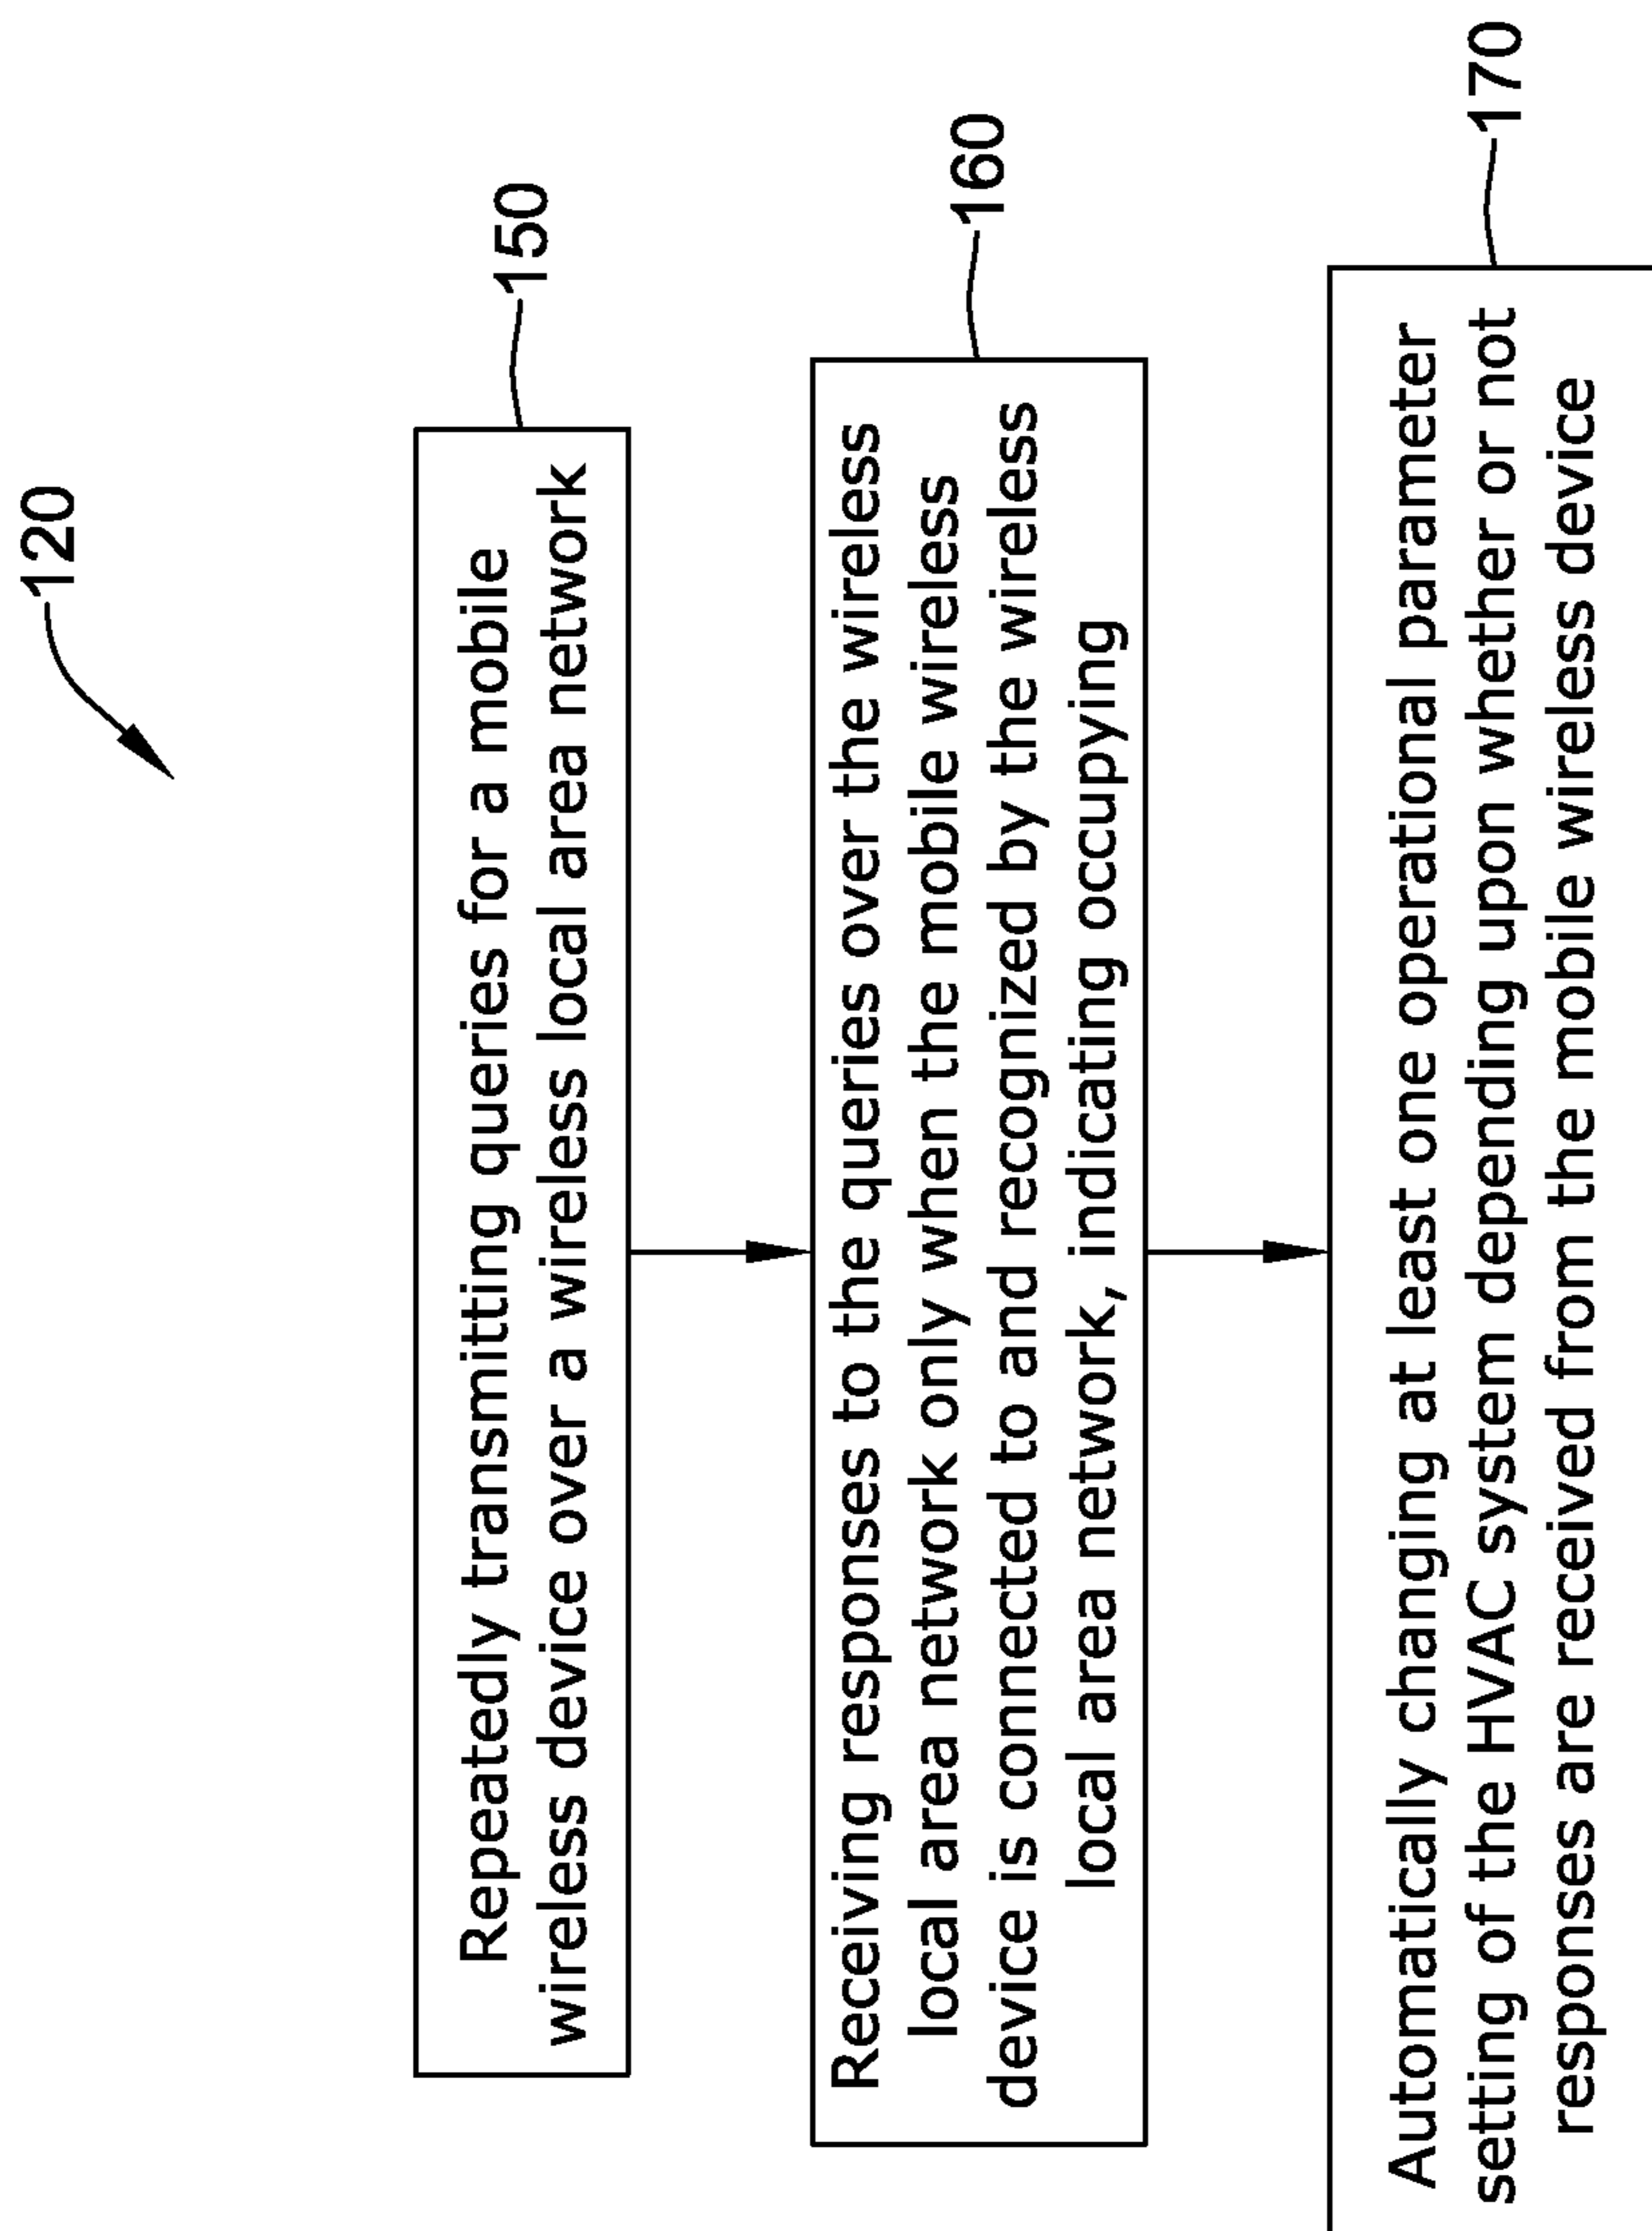 120
150
Repeatedly transmitting queries for a mobile
wireless device over a wireless local area network
160
Receiving responses to the queries over the wireless
local area network only when the mobile wireless
device is connected to and recognized by the wireless
local area network, indicating occupying
170
Automatically changing at least one operational parameter
setting of the HVAC system depending upon whether or not
responses are received from the mobile wireless device